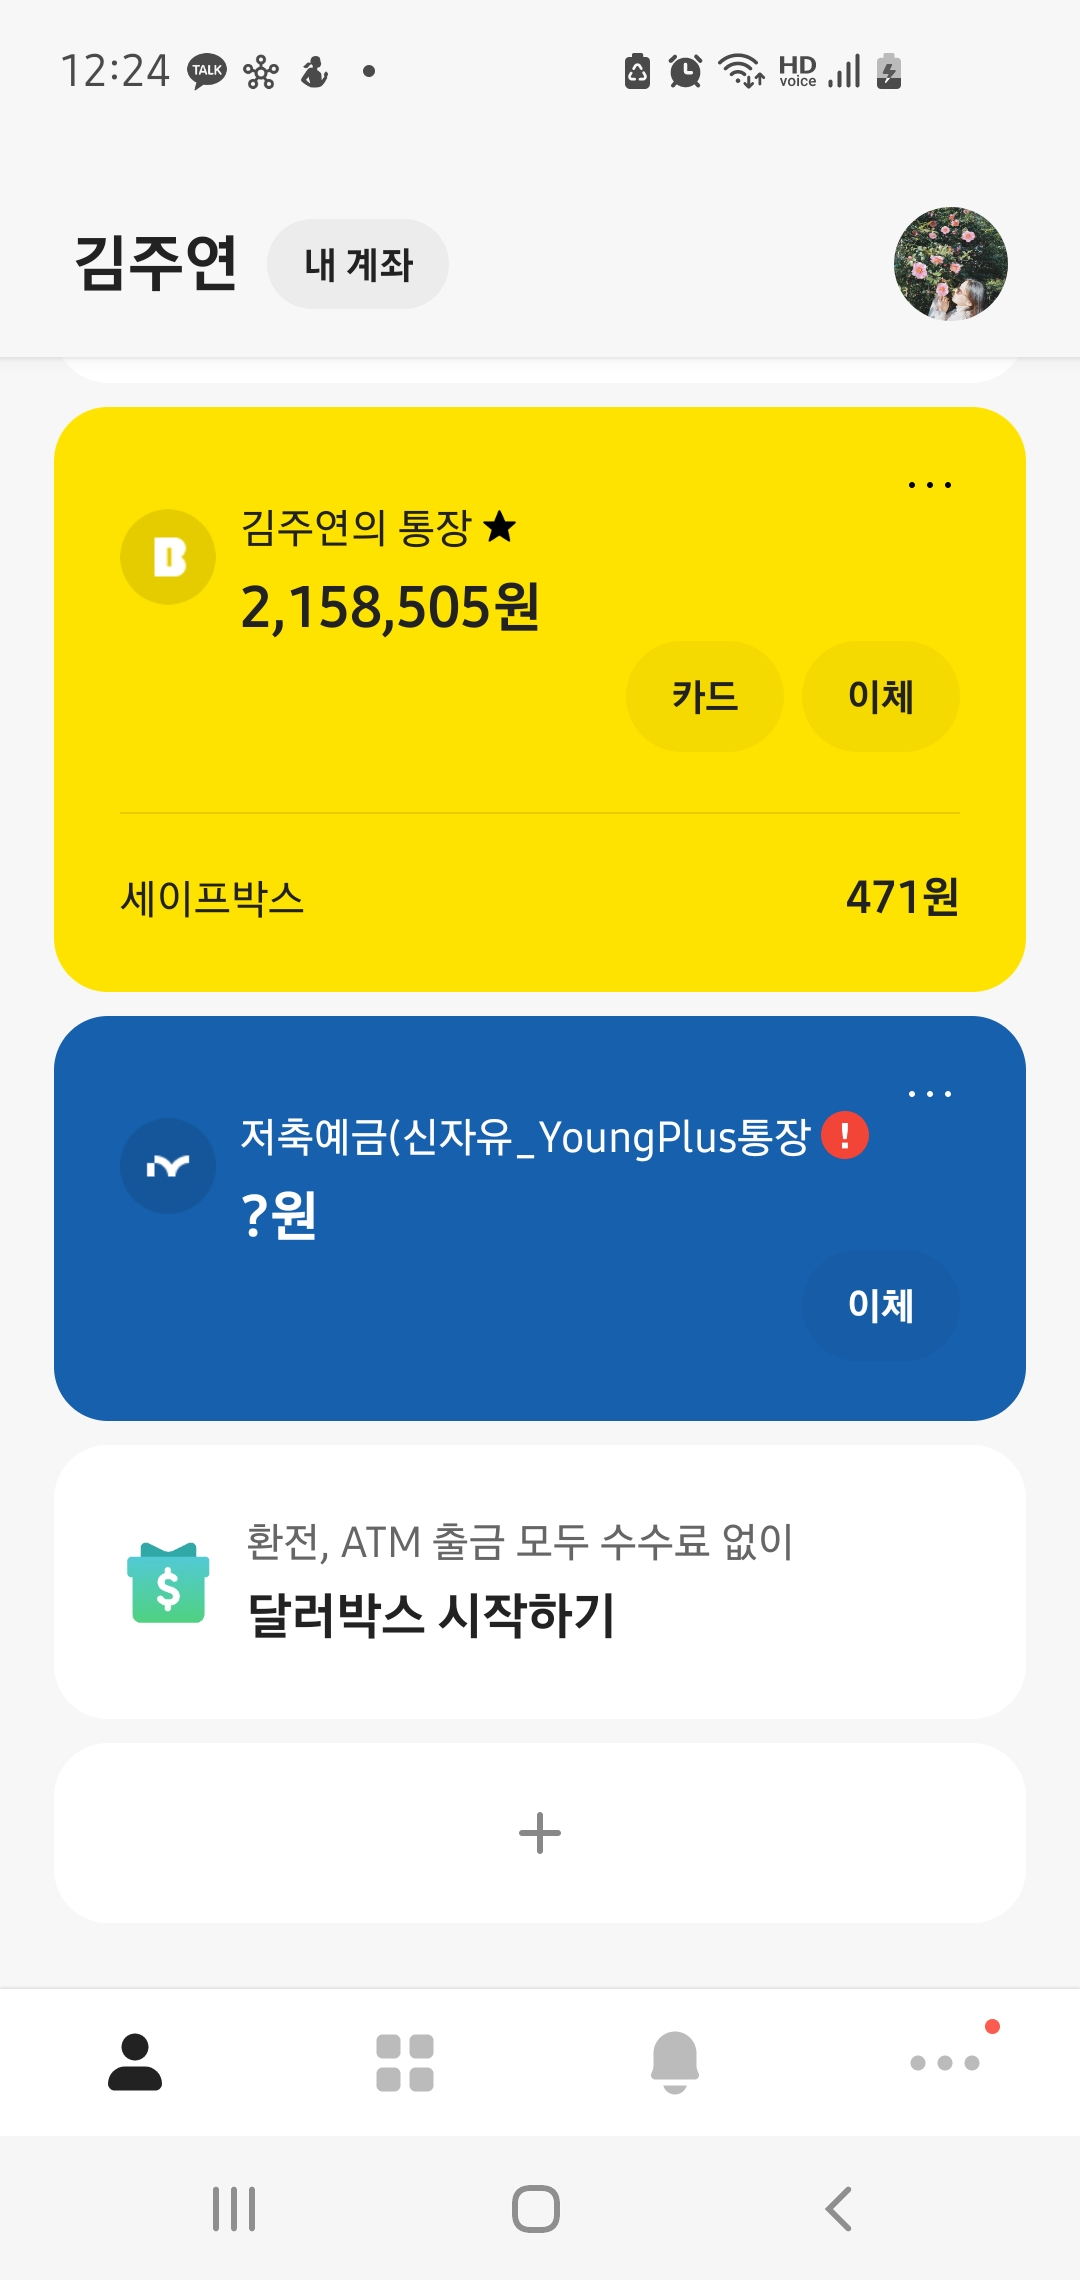 12:24 TALK HD voice
김주연 내 계좌
B 김주연의 통장
2,158,505원
카드 이체
세이프박스 471원
저축예금(신자유_YoungPlus통장 !
?원
이체
환전, ATM 출금 모두 수수료 없이
$ 달러박스 시작하기